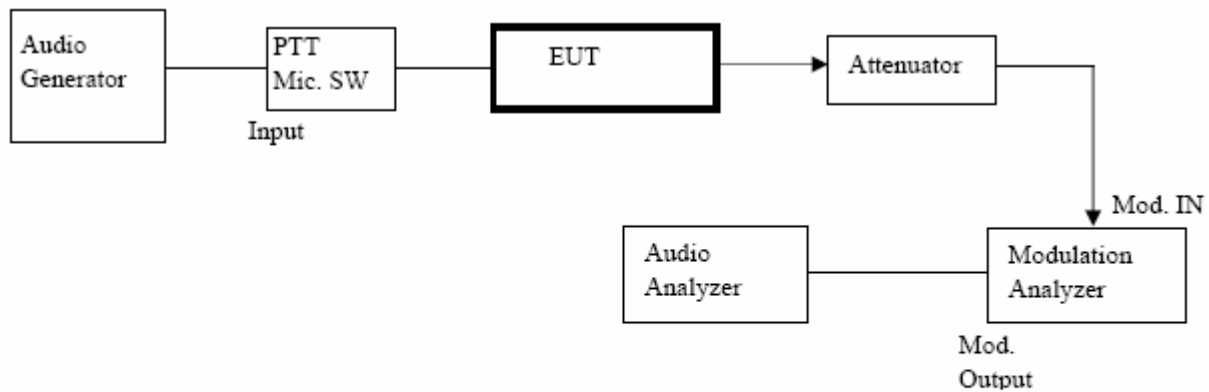 Audio
Generator
PTT
Mic. SW
Input
EUT
Attenuator
Mod. IN
Audio
Analyzer
Modulation
Analyzer
Mod.
Output